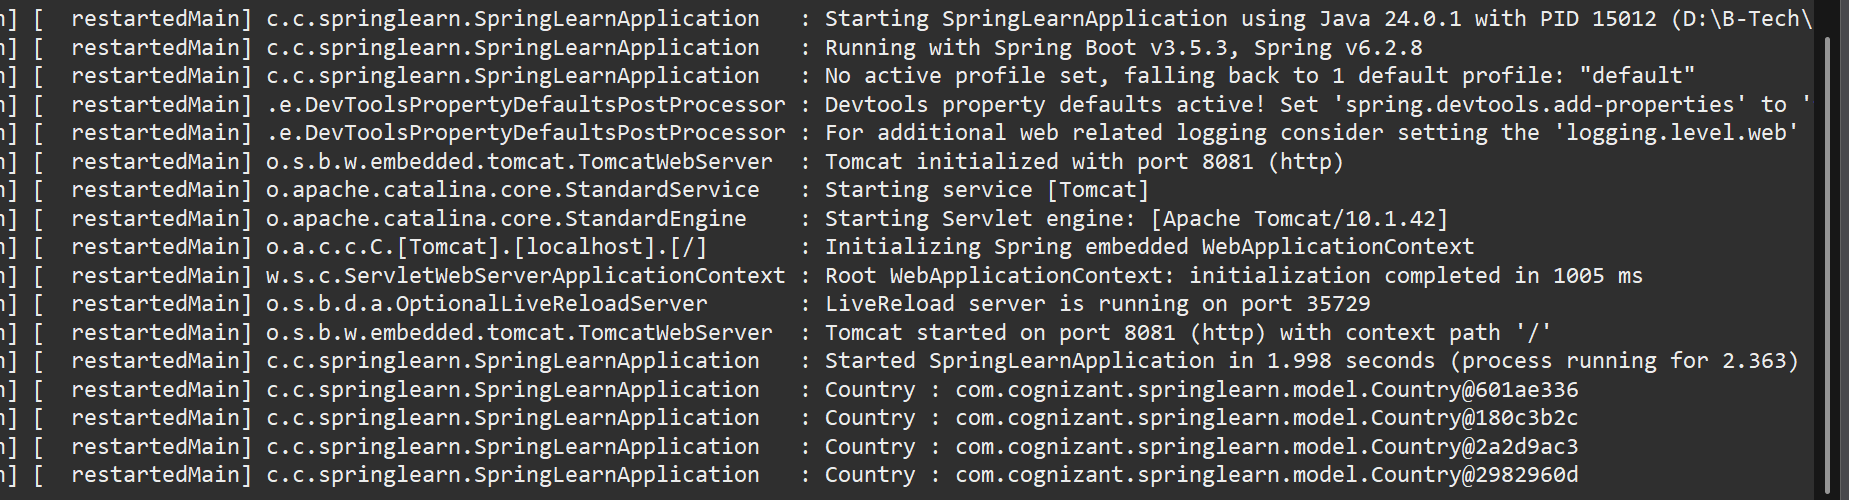 n] [  restartedMain] c.c.springlearn.SpringLearnApplication   : Starting SpringLearnApplication using Java 24.0.1 with PID 15012 (D:\B-Tech\
n] [  restartedMain] c.c.springlearn.SpringLearnApplication   : Running with Spring Boot v3.5.3, Spring v6.2.8
n] [  restartedMain] c.c.springlearn.SpringLearnApplication   : No active profile set, falling back to 1 default profile: "default"
n] [  restartedMain] .e.DevToolsPropertyDefaultsPostProcessor : Devtools property defaults active! Set 'spring.devtools.add-properties' to '
n] [  restartedMain] .e.DevToolsPropertyDefaultsPostProcessor : For additional web related logging consider setting the 'logging.level.web'
n] [  restartedMain] o.s.b.w.embedded.tomcat.TomcatWebServer  : Tomcat initialized with port 8081 (http)
n] [  restartedMain] o.apache.catalina.core.StandardService   : Starting service [Tomcat]
n] [  restartedMain] o.apache.catalina.core.StandardEngine    : Starting Servlet engine: [Apache Tomcat/10.1.42]
n] [  restartedMain] o.a.c.c.C.[Tomcat].[localhost].[/]       : Initializing Spring embedded WebApplicationContext
n] [  restartedMain] w.s.c.ServletWebServerApplicationContext : Root WebApplicationContext: initialization completed in 1005 ms
n] [  restartedMain] o.s.b.d.a.OptionalLiveReloadServer       : LiveReload server is running on port 35729
n] [  restartedMain] o.s.b.w.embedded.tomcat.TomcatWebServer  : Tomcat started on port 8081 (http) with context path '/'
n] [  restartedMain] c.c.springlearn.SpringLearnApplication   : Started SpringLearnApplication in 1.998 seconds (process running for 2.363)
n] [  restartedMain] c.c.springlearn.SpringLearnApplication   : Country : com.cognizant.springlearn.model.Country@601ae336
n] [  restartedMain] c.c.springlearn.SpringLearnApplication   : Country : com.cognizant.springlearn.model.Country@180c3b2c
n] [  restartedMain] c.c.springlearn.SpringLearnApplication   : Country : com.cognizant.springlearn.model.Country@2a2d9ac3
n] [  restartedMain] c.c.springlearn.SpringLearnApplication   : Country : com.cognizant.springlearn.model.Country@2982960d